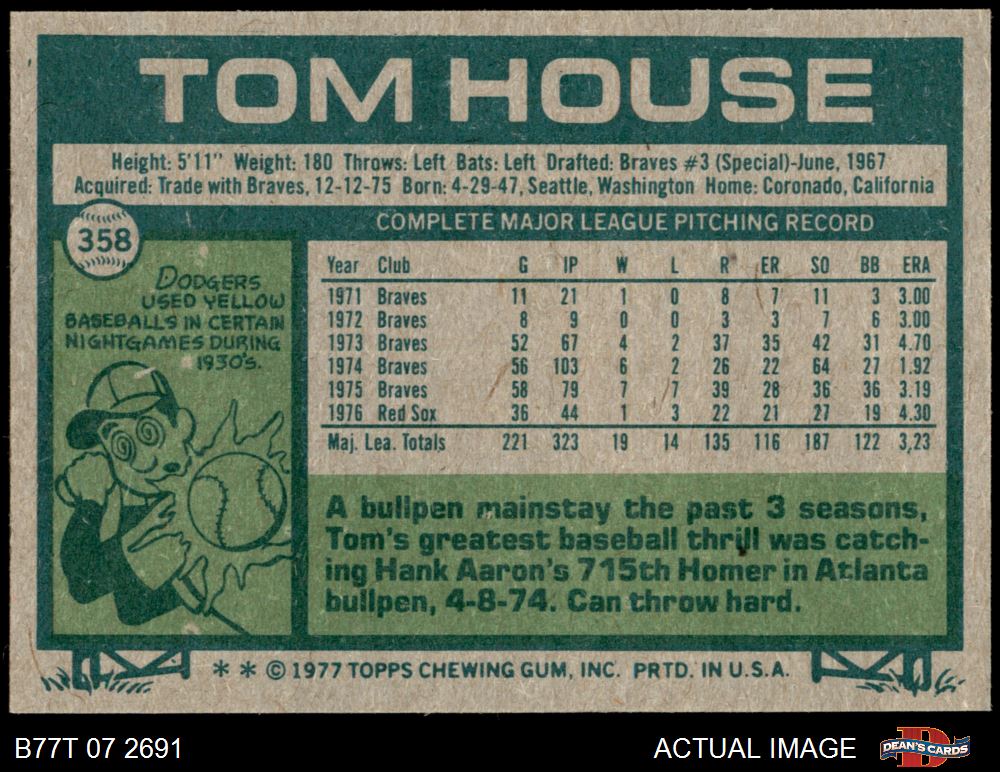 TOM HOUSE
Height: 5'11" Weight: 180 Throws: Left Bats: Left Drafted: Braves #3 (Special)-June, 1967
Acquired: Trade with Braves, 12-12-75 Born: 4-29-47, Seattle, Washington Home: Coronado, California
358
COMPLETE MAJOR LEAGUE PITCHING RECORD
DODGERS
USED YELLOW
BASEBALLS IN CERTAIN
NIGHTGAMES DURING
1930'S.
Year Club G IP W L R ER SO BB ERA
1971 Braves 11 21 1 0 8 7 11 3 3.00
1972 Braves 8 9 0 0 3 3 7 6 3.00
1973 Braves 52 67 4 2 37 35 42 31 4.70
1974 Braves 56 103 6 2 26 22 64 27 1.92
1975 Braves 58 79 7 7 39 28 36 36 3.19
1976 Red Sox 36 44 1 3 22 21 27 19 4.30
Maj. Lea. Totals 221 323 19 14 135 116 187 122 3,23
A bullpen mainstay the past 3 seasons,
Tom's greatest baseball thrill was catch-
ing Hank Aaron's 715th Homer in Atlanta
bullpen, 4-8-74. Can throw hard.
* * © 1977 TOPPS CHEWING GUM, INC. PRTD. IN U.S.A.
B77T 07 2691
ACTUAL IMAGE
D
DEAN'S CARDS